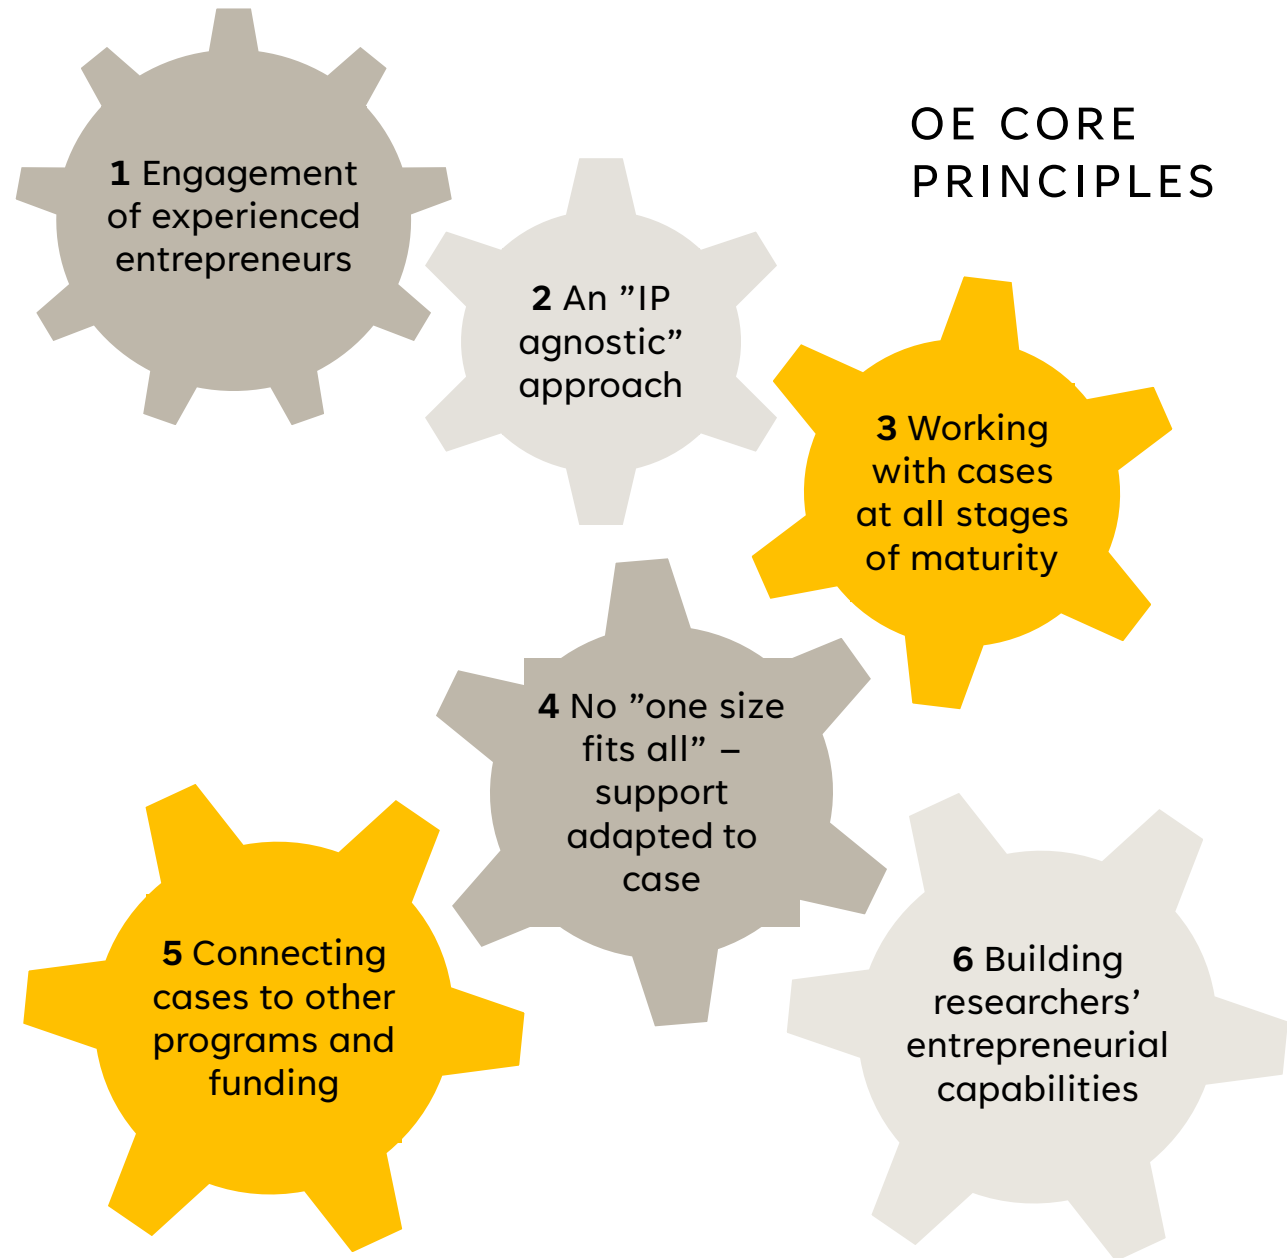 OE CORE
PRINCIPLES
1 Engagement
of experienced
entrepreneurs
2 An ”IP
agnostic”
approach
3 Working
with cases
at all stages
of maturity
4 No ”one size
fits all” –
support
adapted to
case
5 Connecting
cases to other
programs and
funding
6 Building
researchers’
entrepreneurial
capabilities